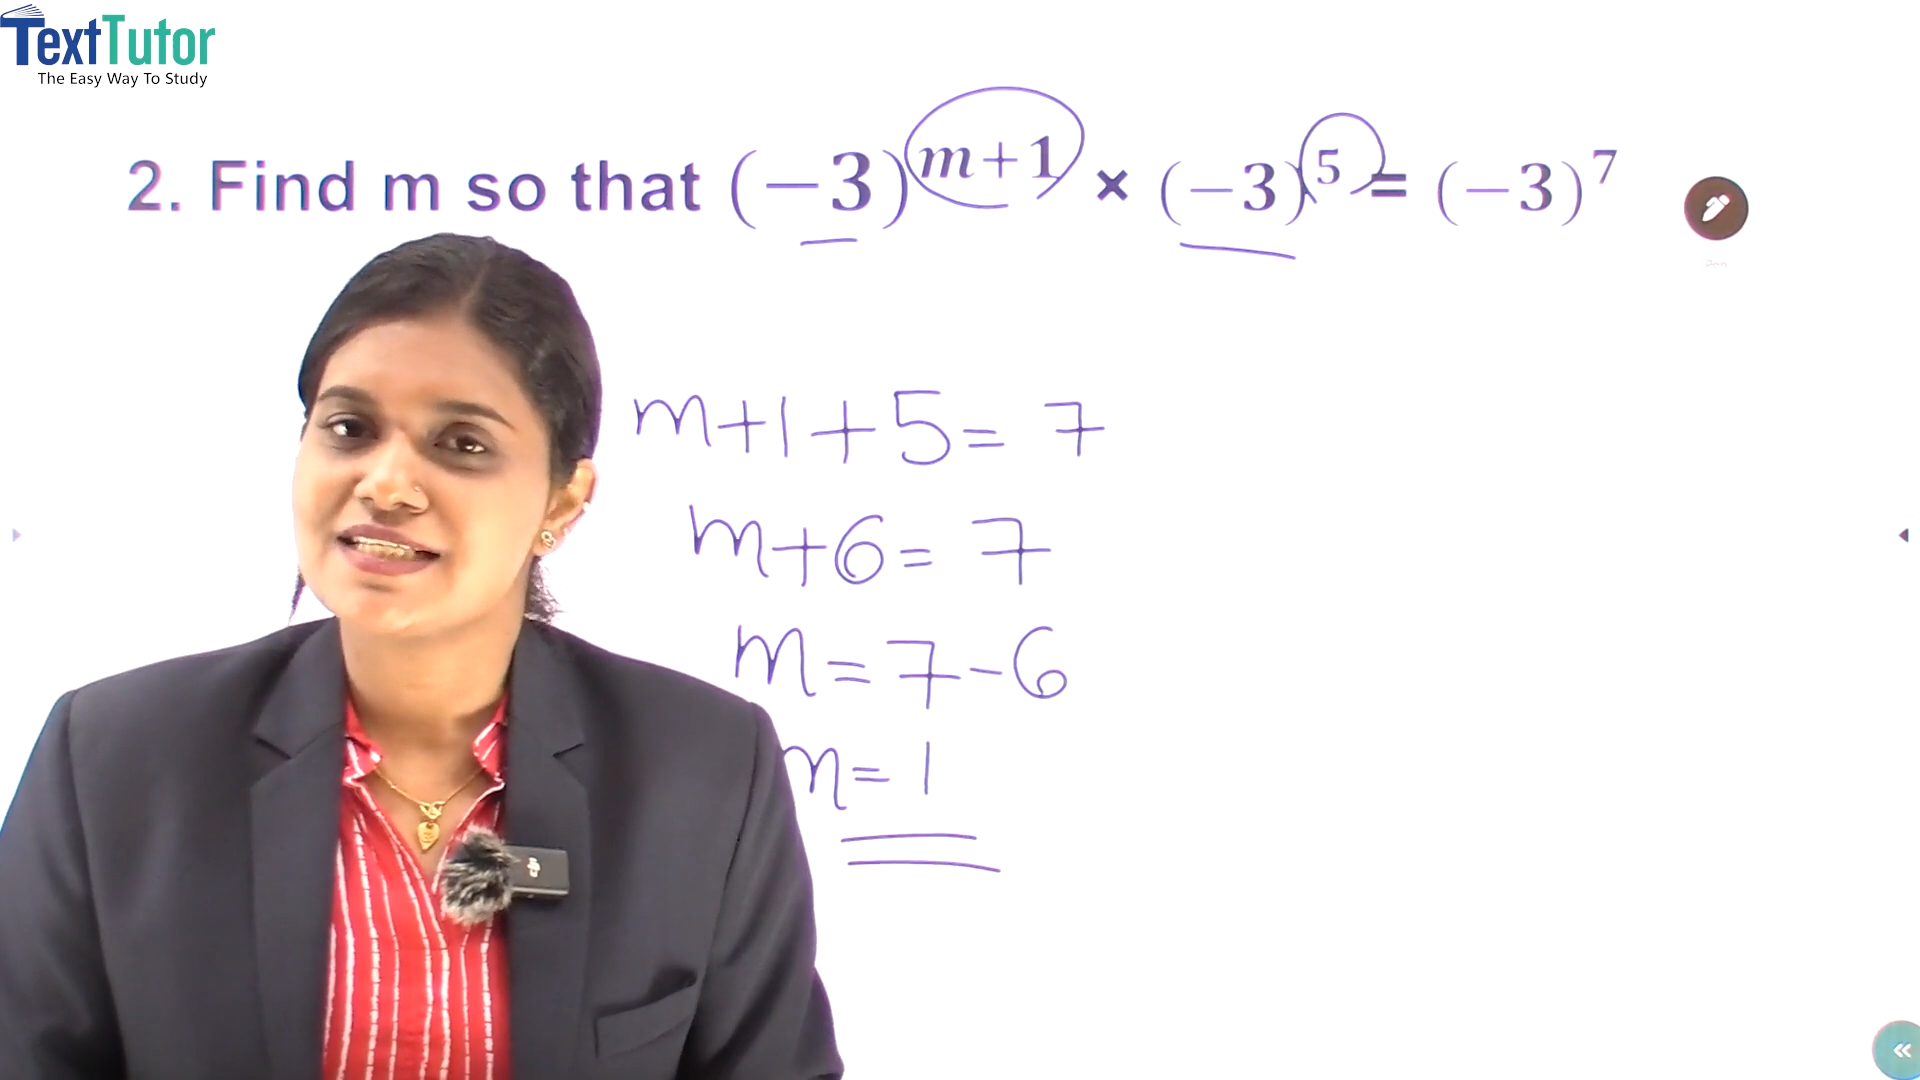 TextTutor
The Easy Way To Study
2. Find m so that (−3)^{m+1} × (−3)^5 = (−3)^7
m+1+5= 7
m+6= 7
m=7-6
m=1